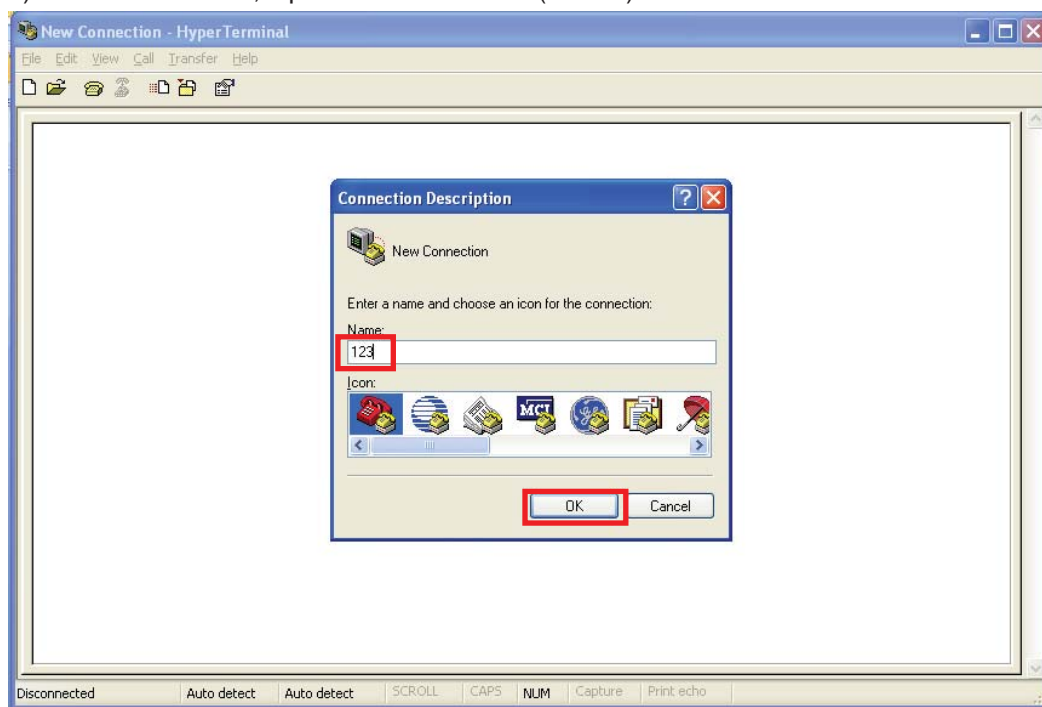 New Connection - HyperTerminal
File Edit View Call Transfer Help
Connection Description
New Connection
Enter a name and choose an icon for the connection:
Name:
123
Icon:
MCI
OK Cancel
Disconnected Auto detect Auto detect SCROLL CAPS NUM Capture Print echo